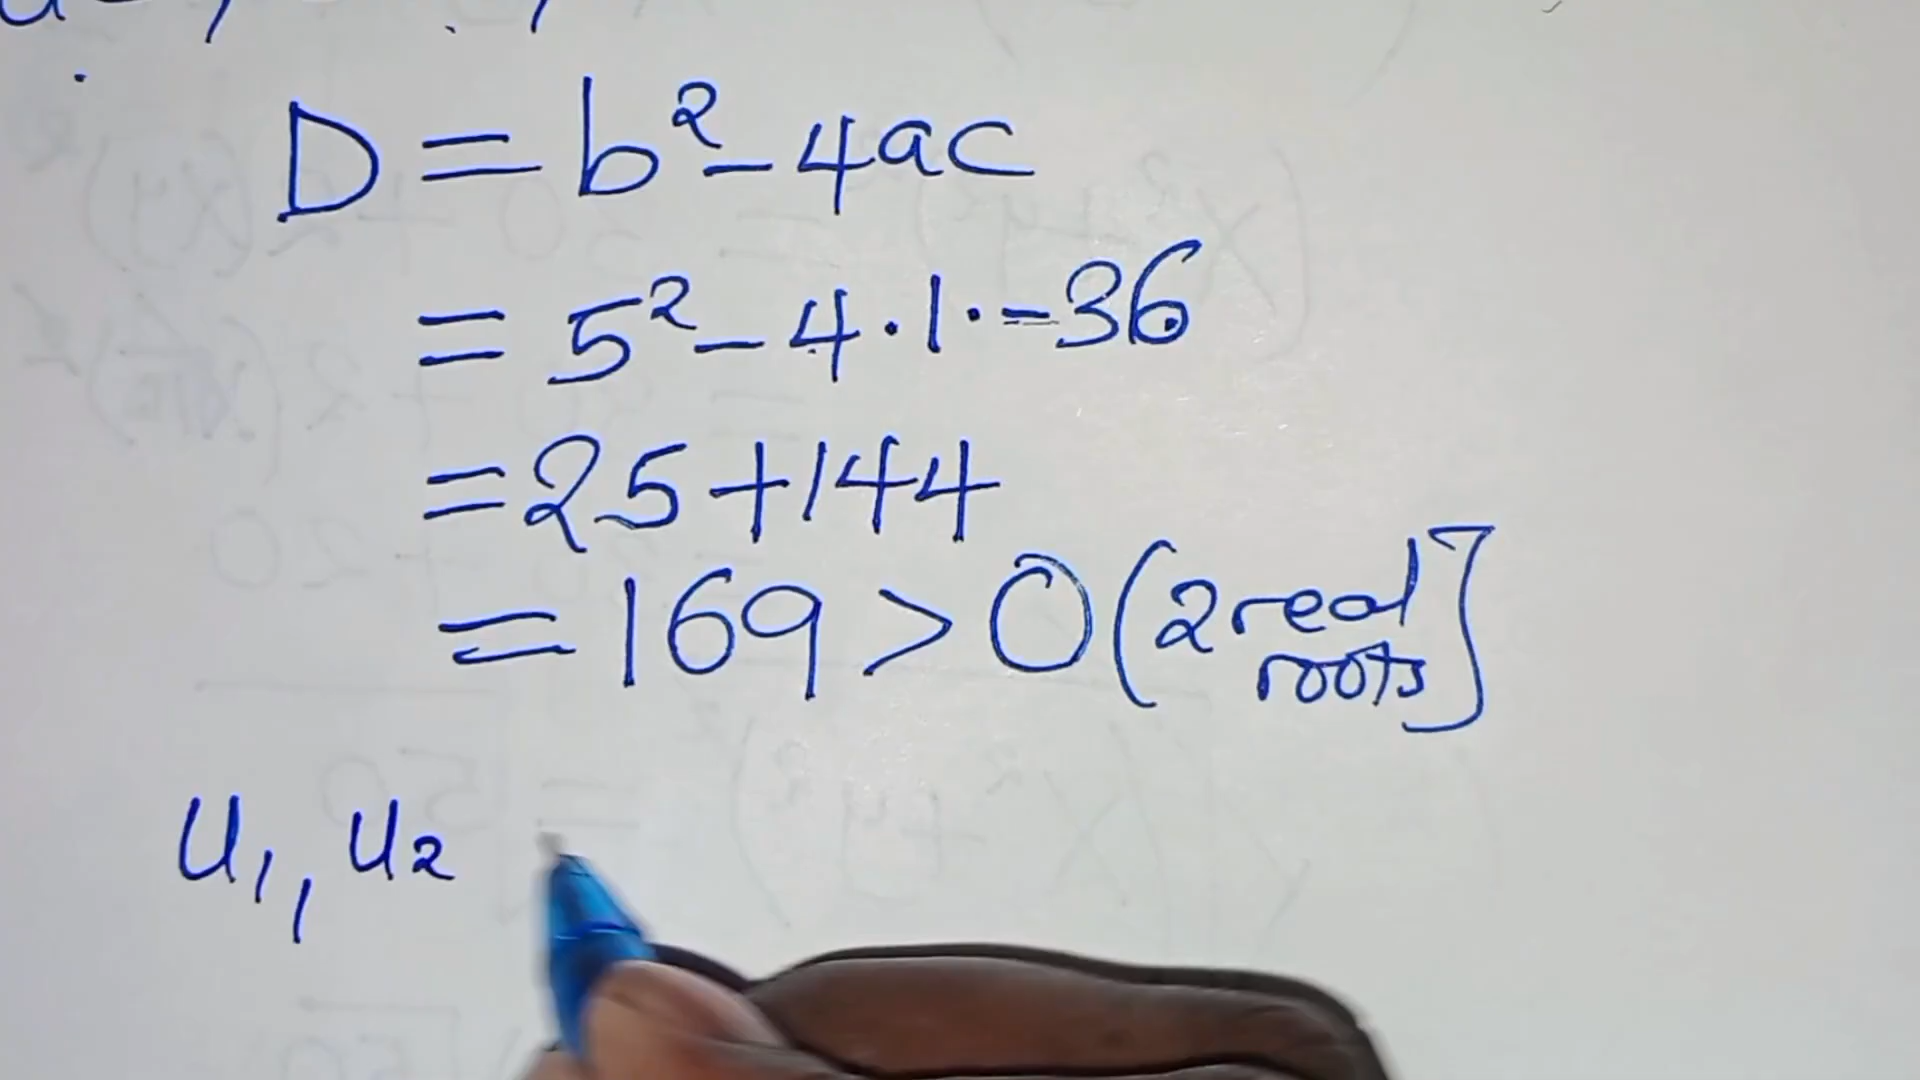 D = b² - 4ac
= 5² - 4 · 1 · -36
= 25 + 144
= 169 > 0 (2 real roots]
u₁, u₂